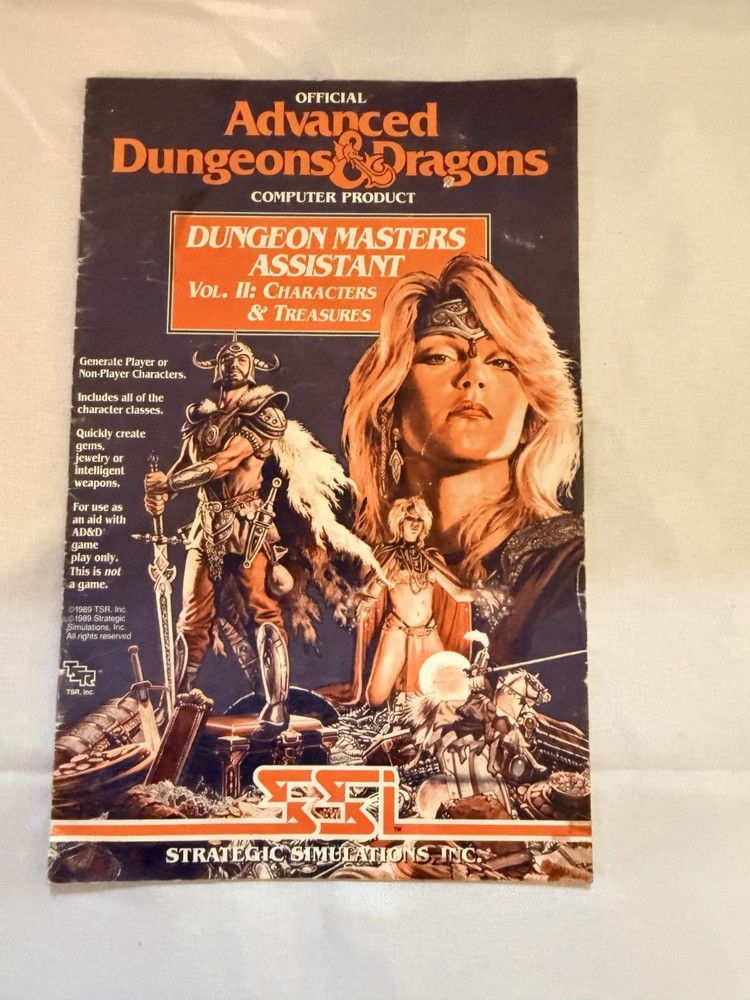 OFFICIAL
Advanced
Dungeons & Dragons®
COMPUTER PRODUCT
DUNGEON MASTERS
ASSISTANT
VOL. II: CHARACTERS
& TREASURES
Generate Player or
Non-Player Characters.
Includes all of the
character classes.
Quickly create
gems,
jewelry or
intelligent
weapons.
For use as
an aid with
AD&D®
game
play only.
This is not
a game.
©1989 TSR, Inc.
©1989 Strategic
Simulations, Inc.
All rights reserved
TSR™
TSR, Inc.
SSI™
STRATEGIC SIMULATIONS, INC.